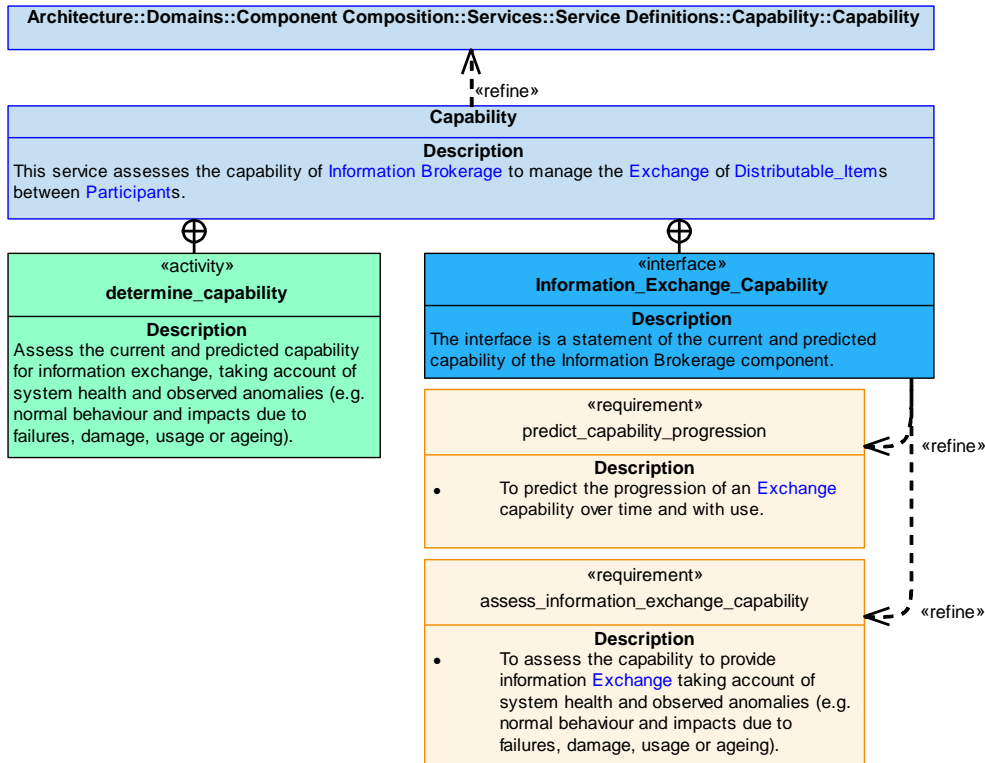 Architecture::Domains::Component Composition::Services::Service Definitions::Capability::Capability
«refine»
Capability
Description
This service assesses the capability of Information Brokerage to manage the Exchange of Distributable_Items
between Participants.
«activity»
determine_capability
Description
Assess the current and predicted capability
for information exchange, taking account of
system health and observed anomalies (e.g.
normal behaviour and impacts due to
failures, damage, usage or ageing).
«interface»
Information_Exchange_Capability
Description
The interface is a statement of the current and predicted
capability of the Information Brokerage component.
«requirement»
predict_capability_progression
«refine»
Description
• To predict the progression of an Exchange
capability over time and with use.
«requirement»
assess_information_exchange_capability
«refine»
Description
• To assess the capability to provide
information Exchange taking account of
system health and observed anomalies (e.g.
normal behaviour and impacts due to
failures, damage, usage or ageing).